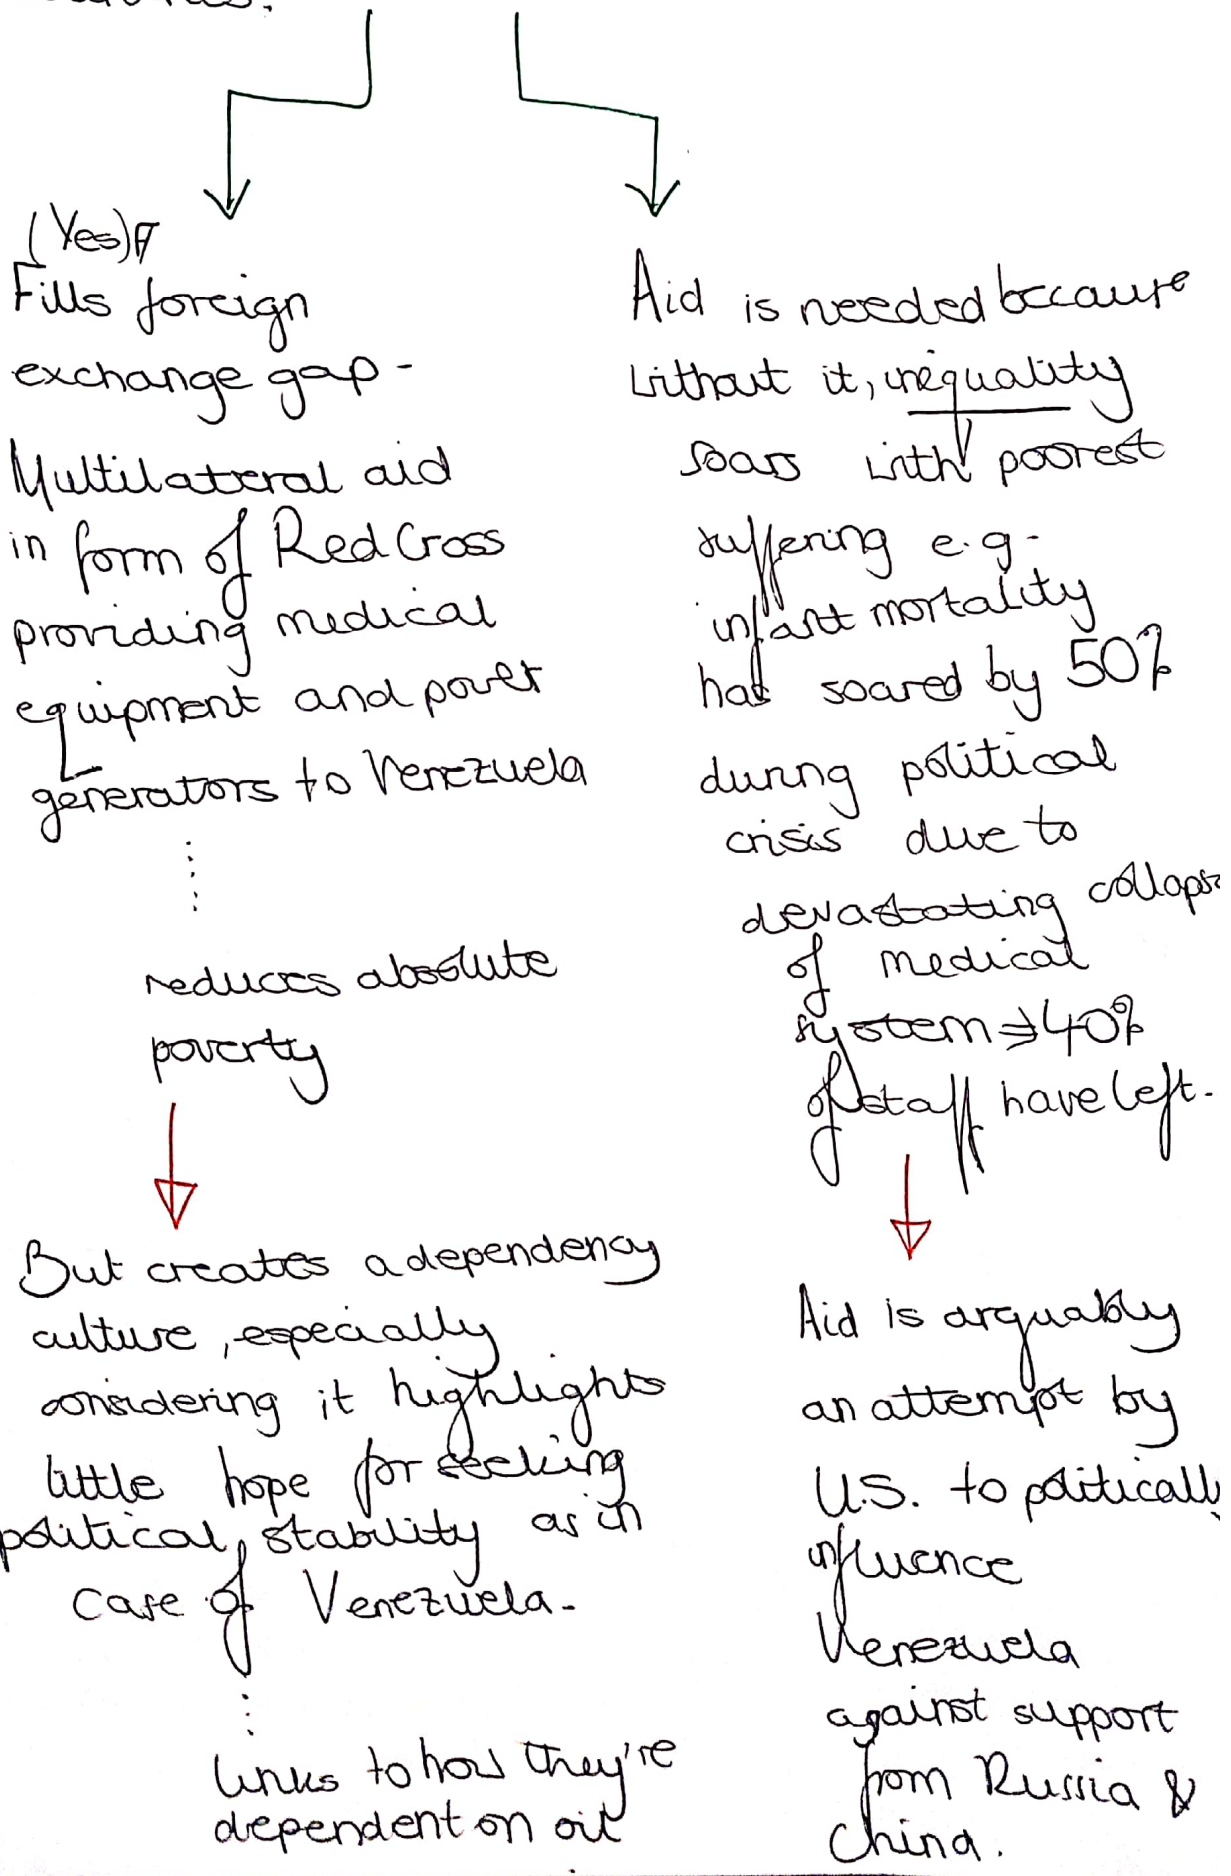 (Yes)
Fills foreign
exchange gap -
Multilateral aid
in form of Red Cross
providing medical
equipment and power
generators to Venezuela
reduces absolute
poverty
But creates a dependency
culture, especially
considering it highlights
little hope for seeking
political stability as in
case of Venezuela.
links to how they're
dependent on oil
Aid is needed because
without it, inequality
soars with poorest
suffering e.g.
infant mortality
has soared by 50%
during political
crisis due to
devastating collapse
of medical
system ⇒ 40%
of staff have left.
Aid is arguably
an attempt by
U.S. to politically
influence
Venezuela
against support
from Russia &
China.